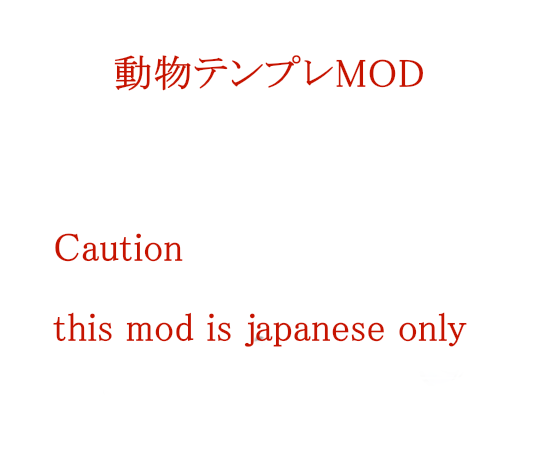 動物テンプレMOD
Caution
this mod is japanese only